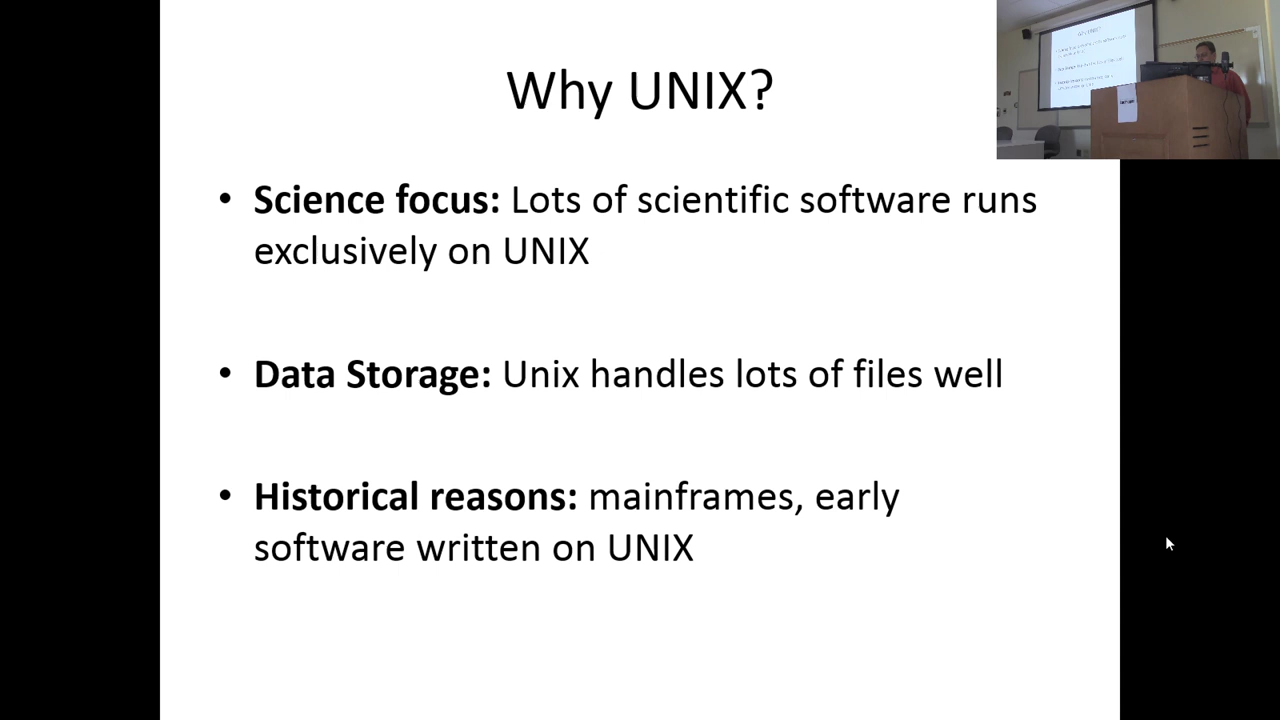 Why UNIX?
• Science focus: Lots of scientific software runs
exclusively on UNIX
• Data Storage: Unix handles lots of files well
• Historical reasons: mainframes, early
software written on UNIX